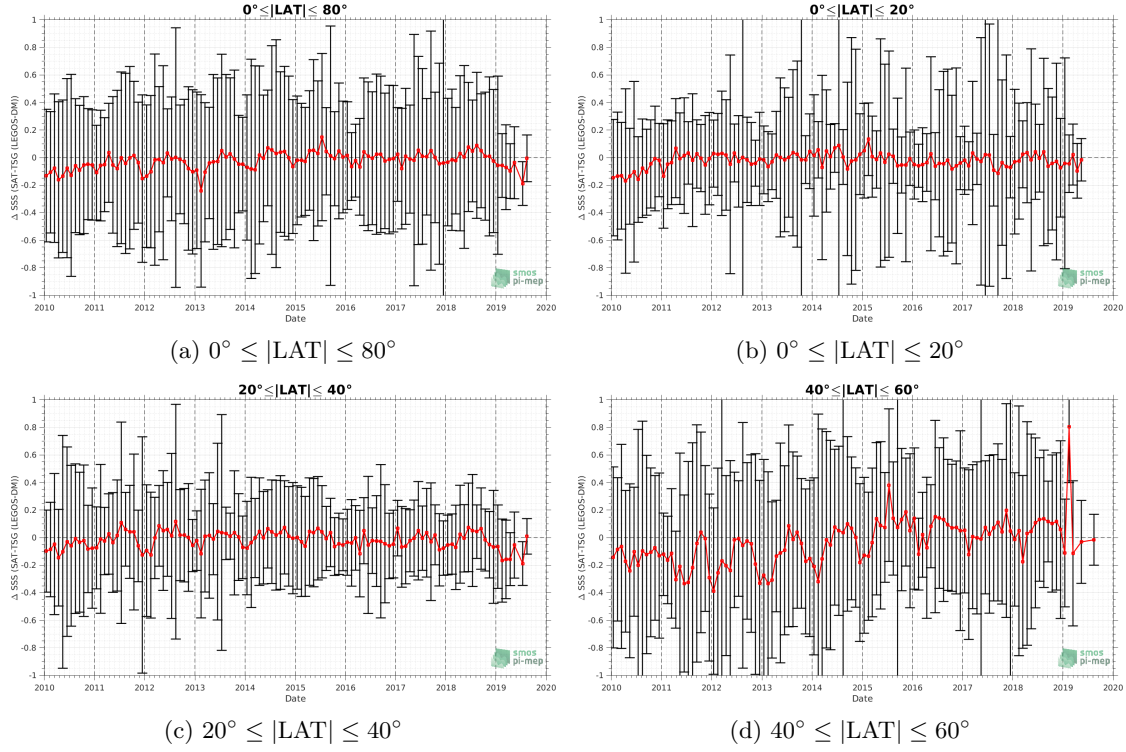 0°≤|LAT|≤ 80°
1
0.8
0.6
0.4
0.2
0
-0.2
-0.4
-0.6
-0.8
-1
Δ SSS (SAT-TSG (LEGOS-DM))
2010 2011 2012 2013 2014 2015 2016 2017 2018 2019 2020
Date
smos
pi-mep
(a) 0° ≤ |LAT| ≤ 80°
0°≤|LAT|≤ 20°
1
0.8
0.6
0.4
0.2
0
-0.2
-0.4
-0.6
-0.8
-1
Δ SSS (SAT-TSG (LEGOS-DM))
2010 2011 2012 2013 2014 2015 2016 2017 2018 2019 2020
Date
smos
pi-mep
(b) 0° ≤ |LAT| ≤ 20°
20°≤|LAT|≤ 40°
1
0.8
0.6
0.4
0.2
0
-0.2
-0.4
-0.6
-0.8
-1
Δ SSS (SAT-TSG (LEGOS-DM))
2010 2011 2012 2013 2014 2015 2016 2017 2018 2019 2020
Date
smos
pi-mep
(c) 20° ≤ |LAT| ≤ 40°
40°≤|LAT|≤ 60°
1
0.8
0.6
0.4
0.2
0
-0.2
-0.4
-0.6
-0.8
-1
Δ SSS (SAT-TSG (LEGOS-DM))
2010 2011 2012 2013 2014 2015 2016 2017 2018 2019 2020
Date
smos
pi-mep
(d) 40° ≤ |LAT| ≤ 60°